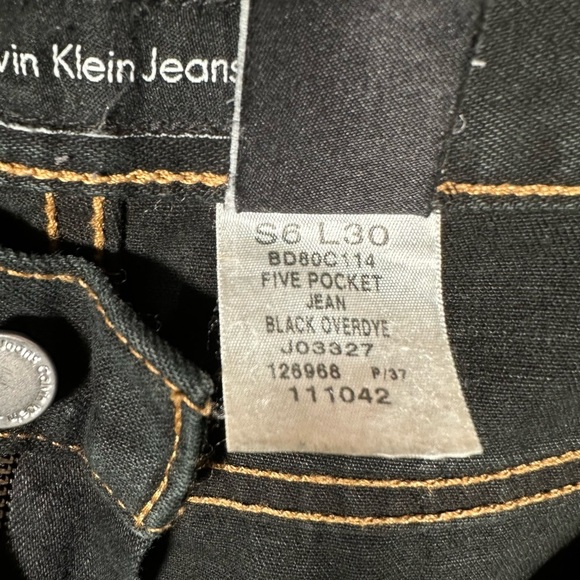 vin Klein Jeans
S6 L30
BD80C114
FIVE POCKET
JEAN
BLACK OVERDYE
J03327
126968 P/37
111042